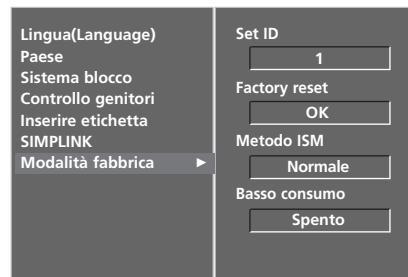 Lingua(Language)
Paese
Sistema blocco
Controllo genitori
Inserire etichetta
SIMPLINK
Modalità fabbrica ►
Set ID
1
Factory reset
OK
Metodo ISM
Normale
Basso consumo
Spento